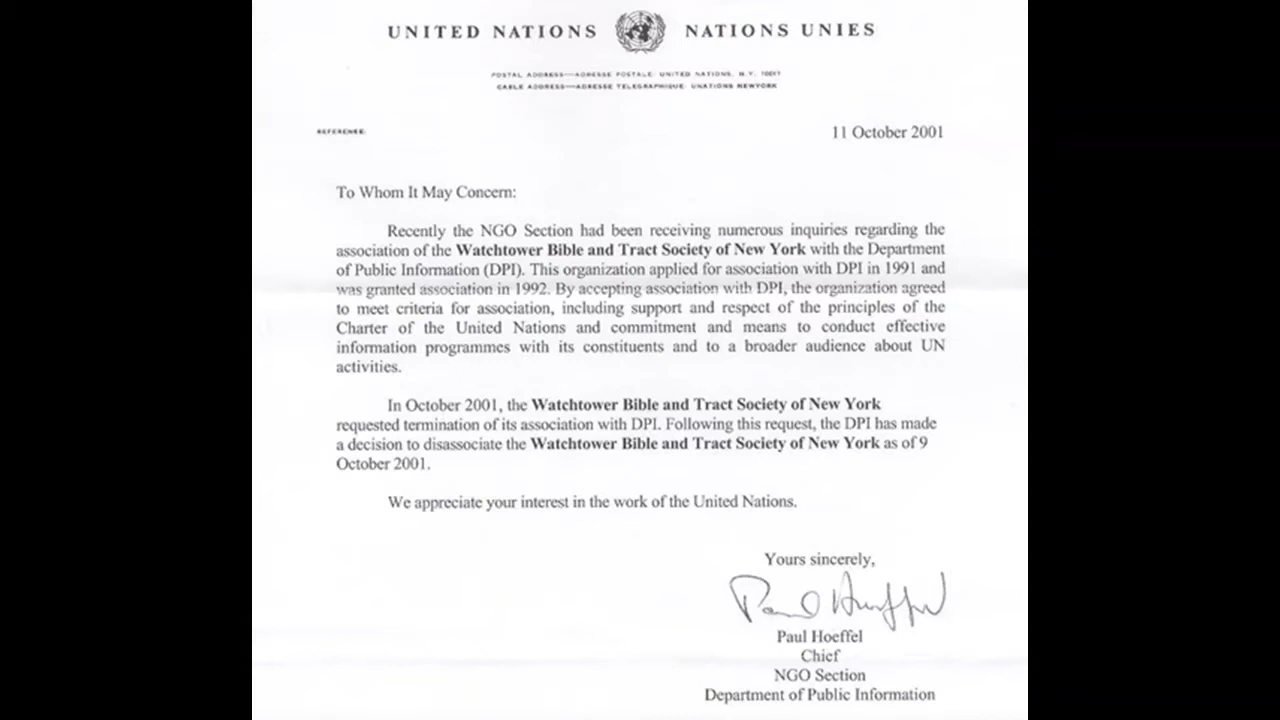 UNITED NATIONS NATIONS UNIES
POSTAL ADDRESS—ADRESSE POSTALE: UNITED NATIONS, N.Y. 10017
CABLE ADDRESS—ADRESSE TELEGRAPHIQUE: UNATIONS NEWYORK
REFERENCE:
11 October 2001
To Whom It May Concern:
Recently the NGO Section had been receiving numerous inquiries regarding the
association of the Watchtower Bible and Tract Society of New York with the Department
of Public Information (DPI). This organization applied for association with DPI in 1991 and
was granted association in 1992. By accepting association with DPI, the organization agreed
to meet criteria for association, including support and respect of the principles of the
Charter of the United Nations and commitment and means to conduct effective
information programmes with its constituents and to a broader audience about UN
activities.
In October 2001, the Watchtower Bible and Tract Society of New York
requested termination of its association with DPI. Following this request, the DPI has made
a decision to disassociate the Watchtower Bible and Tract Society of New York as of 9
October 2001.
We appreciate your interest in the work of the United Nations.
Yours sincerely,
Paul Hoeffel
Paul Hoeffel
Chief
NGO Section
Department of Public Information